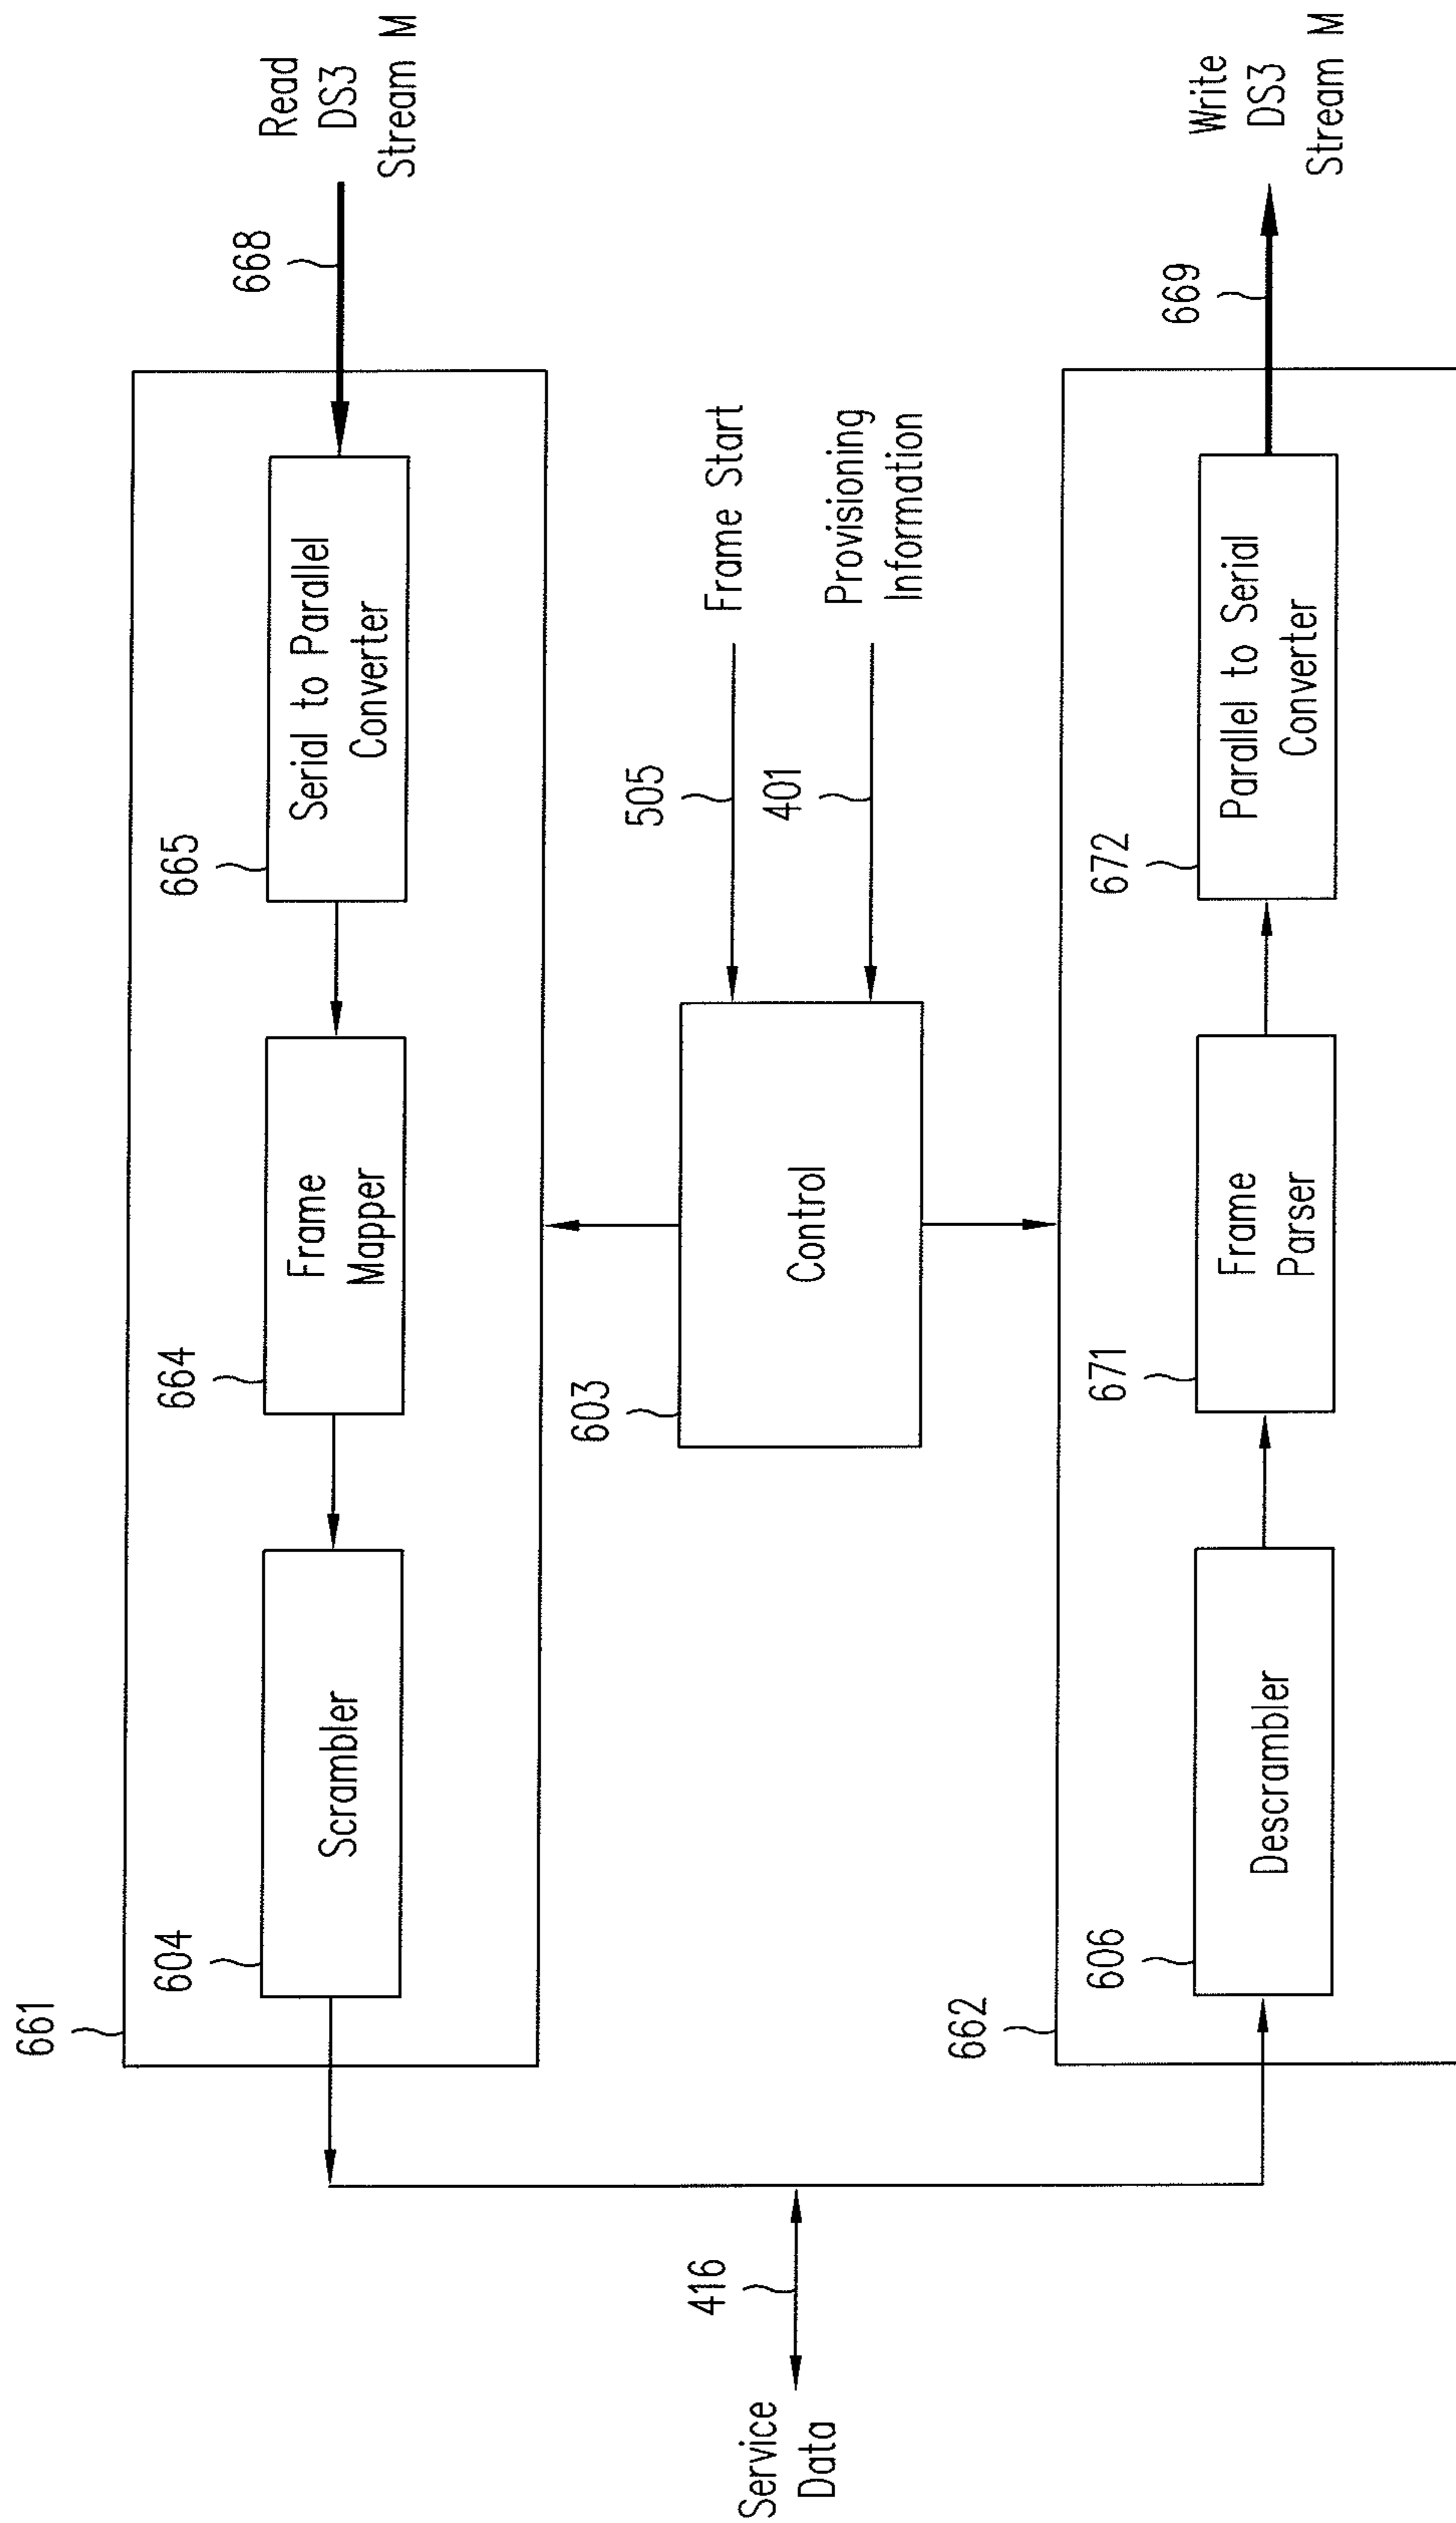 661
604
Scrambler
664
Frame
Mapper
665
Serial to Parallel
Converter
668
Read
DS3
Stream M
Service
Data
416
603
Control
505
Frame Start
401
Provisioning
Information
662
606
Descrambler
671
Frame
Parser
672
Parallel to Serial
Converter
669
Write
DS3
Stream M